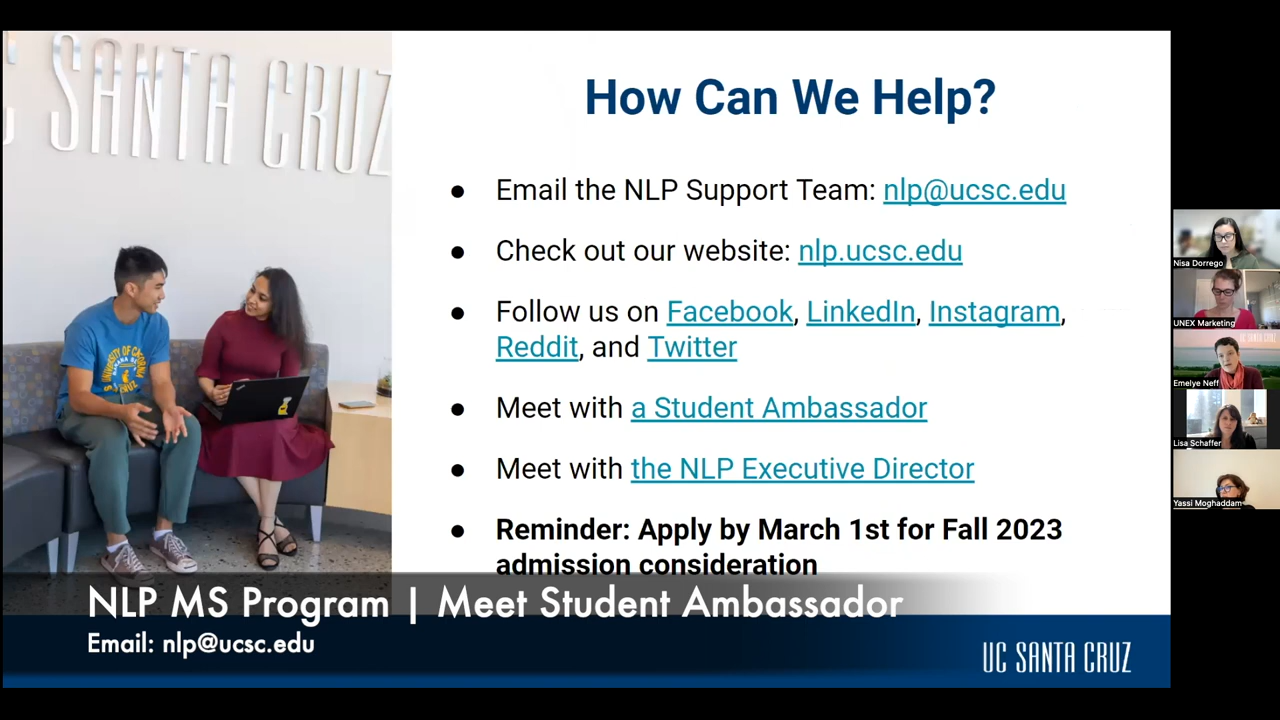 UC SANTA CRUZ
How Can We Help?
● Email the NLP Support Team: nlp@ucsc.edu
● Check out our website: nlp.ucsc.edu
● Follow us on Facebook, LinkedIn, Instagram,
Reddit, and Twitter
● Meet with a Student Ambassador
● Meet with the NLP Executive Director
● Reminder: Apply by March 1st for Fall 2023
admission consideration
NLP MS Program | Meet Student Ambassador
Email: nlp@ucsc.edu
UC SANTA CRUZ
UNIVERSITY OF CALIFORNIA
Nisa Dorrego
UNEX Marketing
Emelye Neff
Lisa Schaffer
Yassi Moghaddam